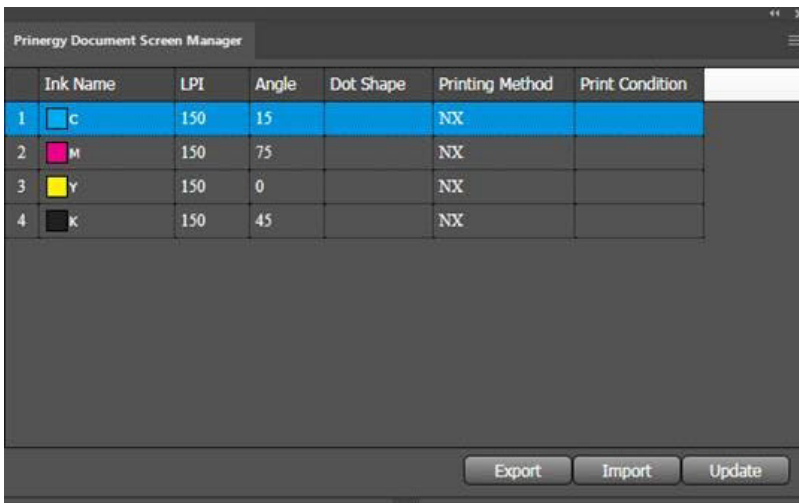 Prinergy Document Screen Manager
Ink Name LPI Angle Dot Shape Printing Method Print Condition
1 C 150 15 NX
2 M 150 75 NX
3 Y 150 0 NX
4 K 150 45 NX
Export Import Update